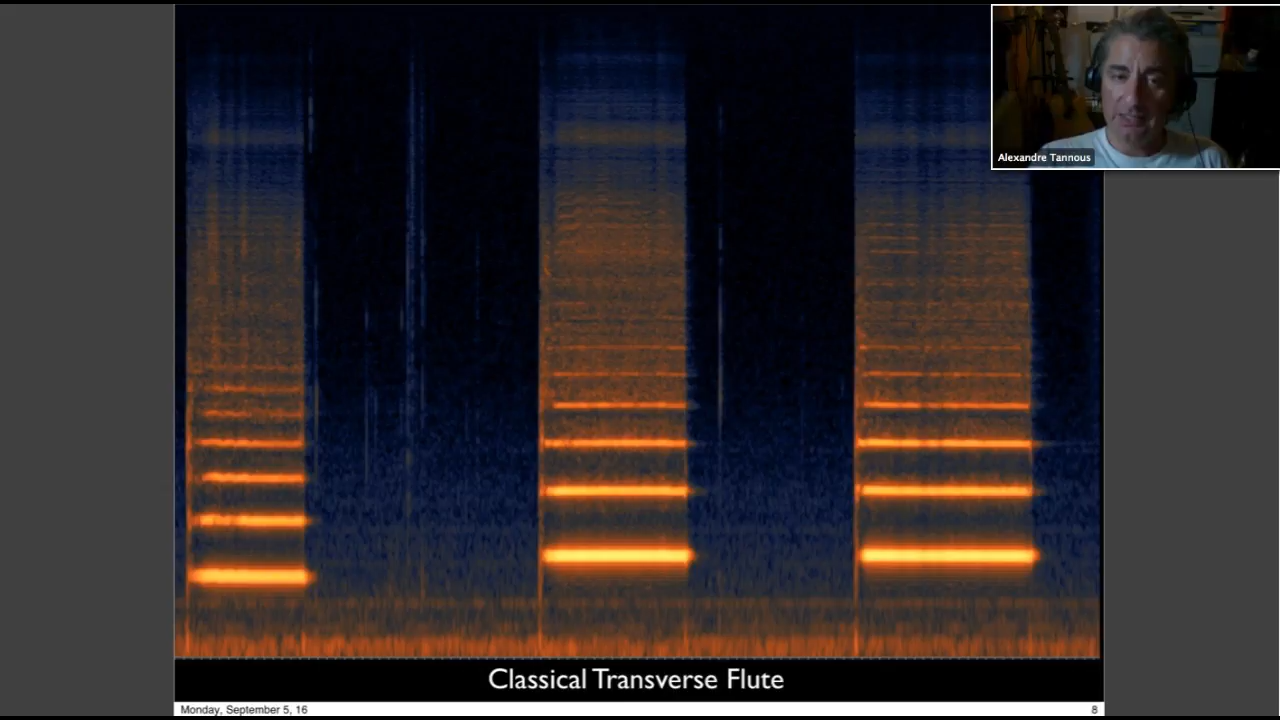 Alexandre Tannous
Classical Transverse Flute
Monday, September 5, 16
8